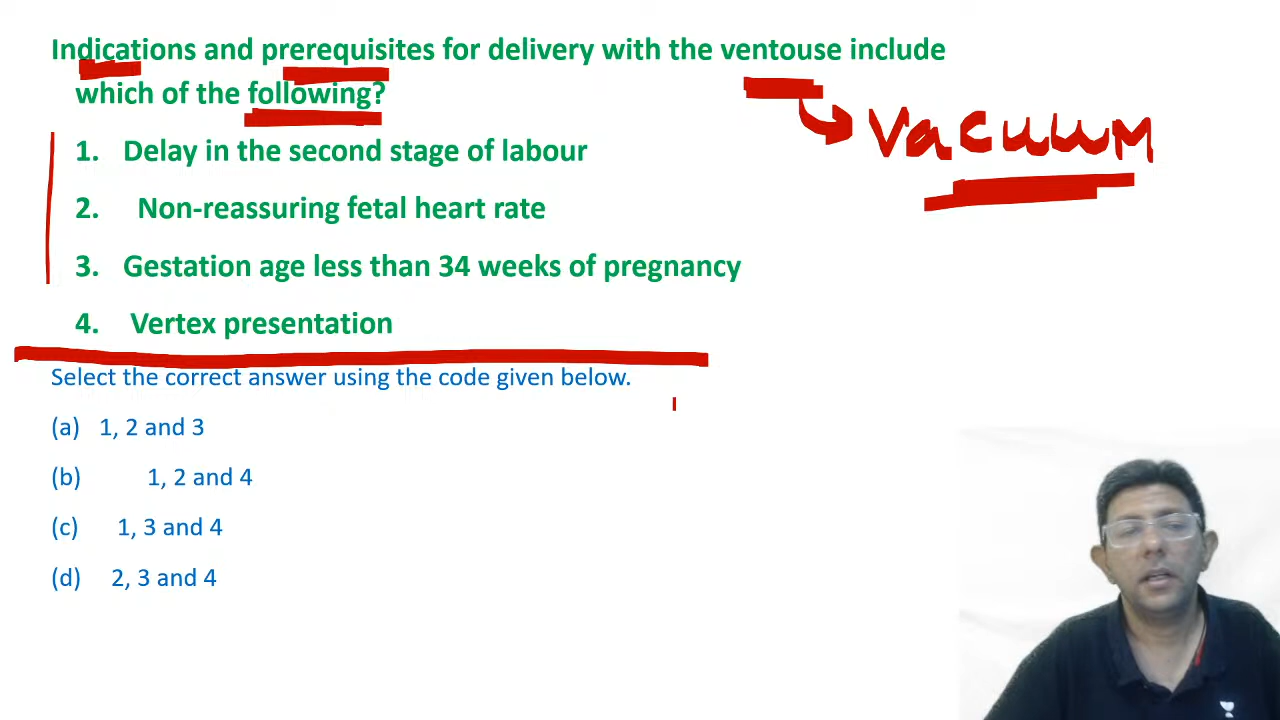 Indications and prerequisites for delivery with the ventouse include
which of the following?
Vacuum
1. Delay in the second stage of labour
2. Non-reassuring fetal heart rate
3. Gestation age less than 34 weeks of pregnancy
4. Vertex presentation
Select the correct answer using the code given below.
(a) 1, 2 and 3
(b) 1, 2 and 4
(c) 1, 3 and 4
(d) 2, 3 and 4